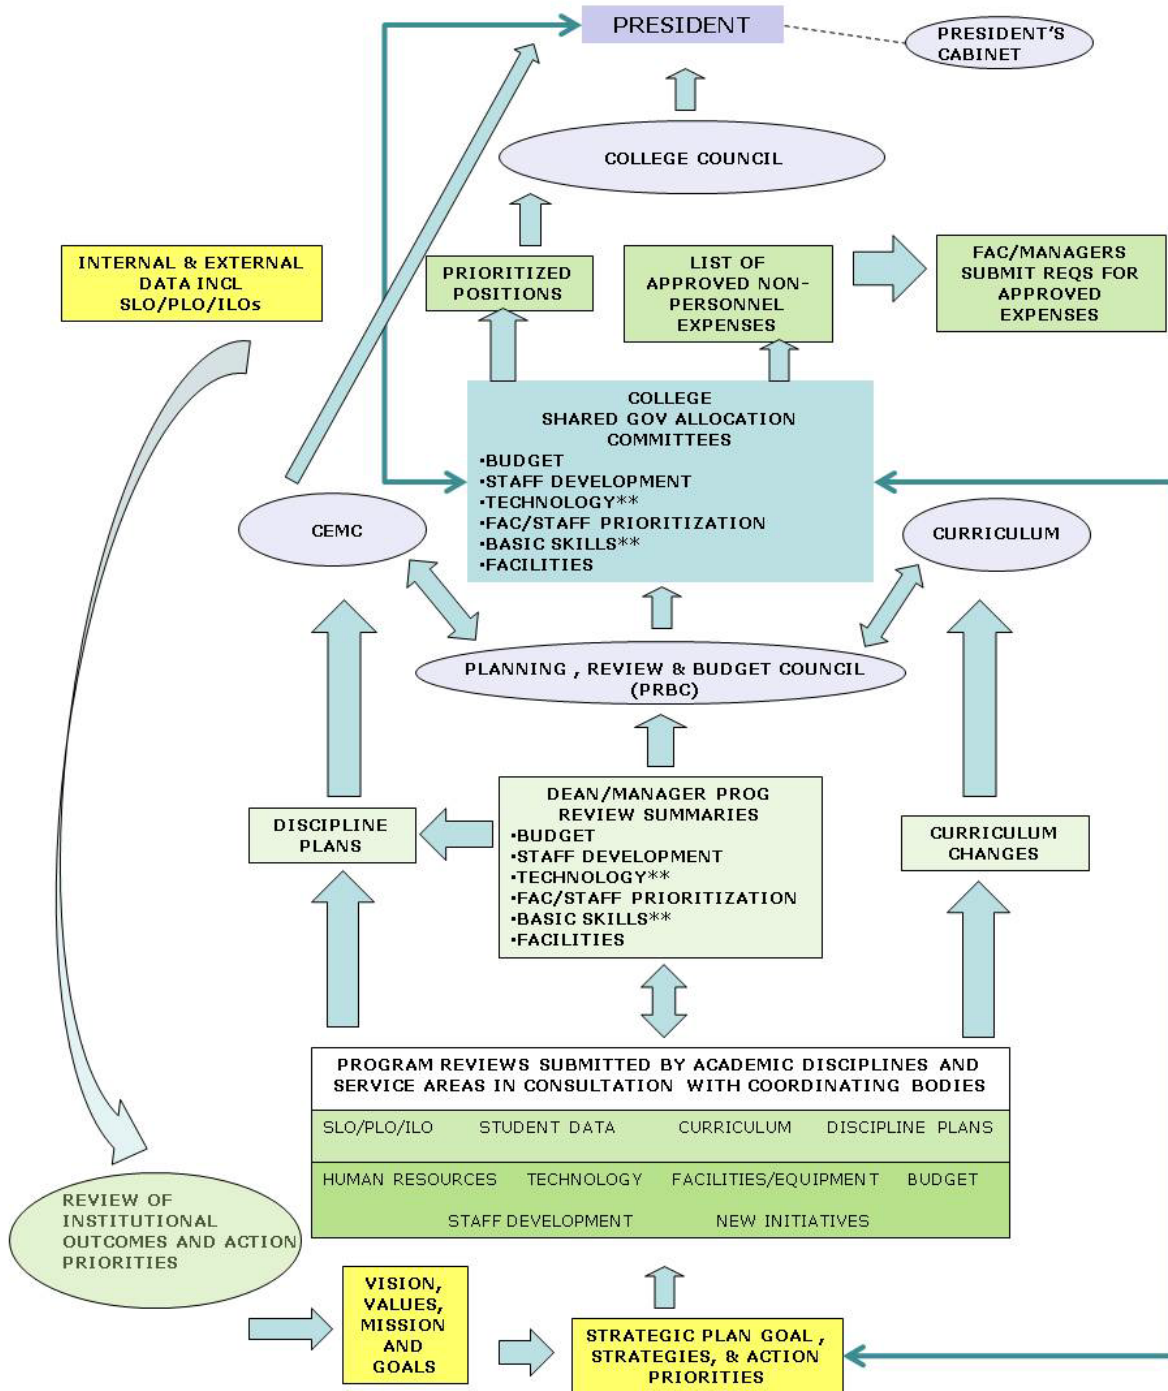 PRESIDENT
PRESIDENT'S
CABINET
COLLEGE COUNCIL
INTERNAL & EXTERNAL
DATA INCL
SLO/PLO/ILOs
PRIORITIZED
POSITIONS
LIST OF
APPROVED NON-
PERSONNEL
EXPENSES
FAC/MANAGERS
SUBMIT REQS FOR
APPROVED
EXPENSES
COLLEGE
SHARED GOV ALLOCATION
COMMITTEES
•BUDGET
•STAFF DEVELOPMENT
•TECHNOLOGY**
•FAC/STAFF PRIORITIZATION
•BASIC SKILLS**
•FACILITIES
CEMC
CURRICULUM
PLANNING , REVIEW & BUDGET COUNCIL
(PRBC)
DISCIPLINE
PLANS
DEAN/MANAGER PROG
REVIEW SUMMARIES
•BUDGET
•STAFF DEVELOPMENT
•TECHNOLOGY**
•FAC/STAFF PRIORITIZATION
•BASIC SKILLS**
•FACILITIES
CURRICULUM
CHANGES
PROGRAM REVIEWS SUBMITTED BY ACADEMIC DISCIPLINES AND
SERVICE AREAS IN CONSULTATION WITH COORDINATING BODIES
SLO/PLO/ILO STUDENT DATA CURRICULUM DISCIPLINE PLANS
HUMAN RESOURCES TECHNOLOGY FACILITIES/EQUIPMENT BUDGET
STAFF DEVELOPMENT NEW INITIATIVES
REVIEW OF
INSTITUTIONAL
OUTCOMES AND ACTION
PRIORITIES
VISION,
VALUES,
MISSION
AND
GOALS
STRATEGIC PLAN GOAL ,
STRATEGIES, & ACTION
PRIORITIES